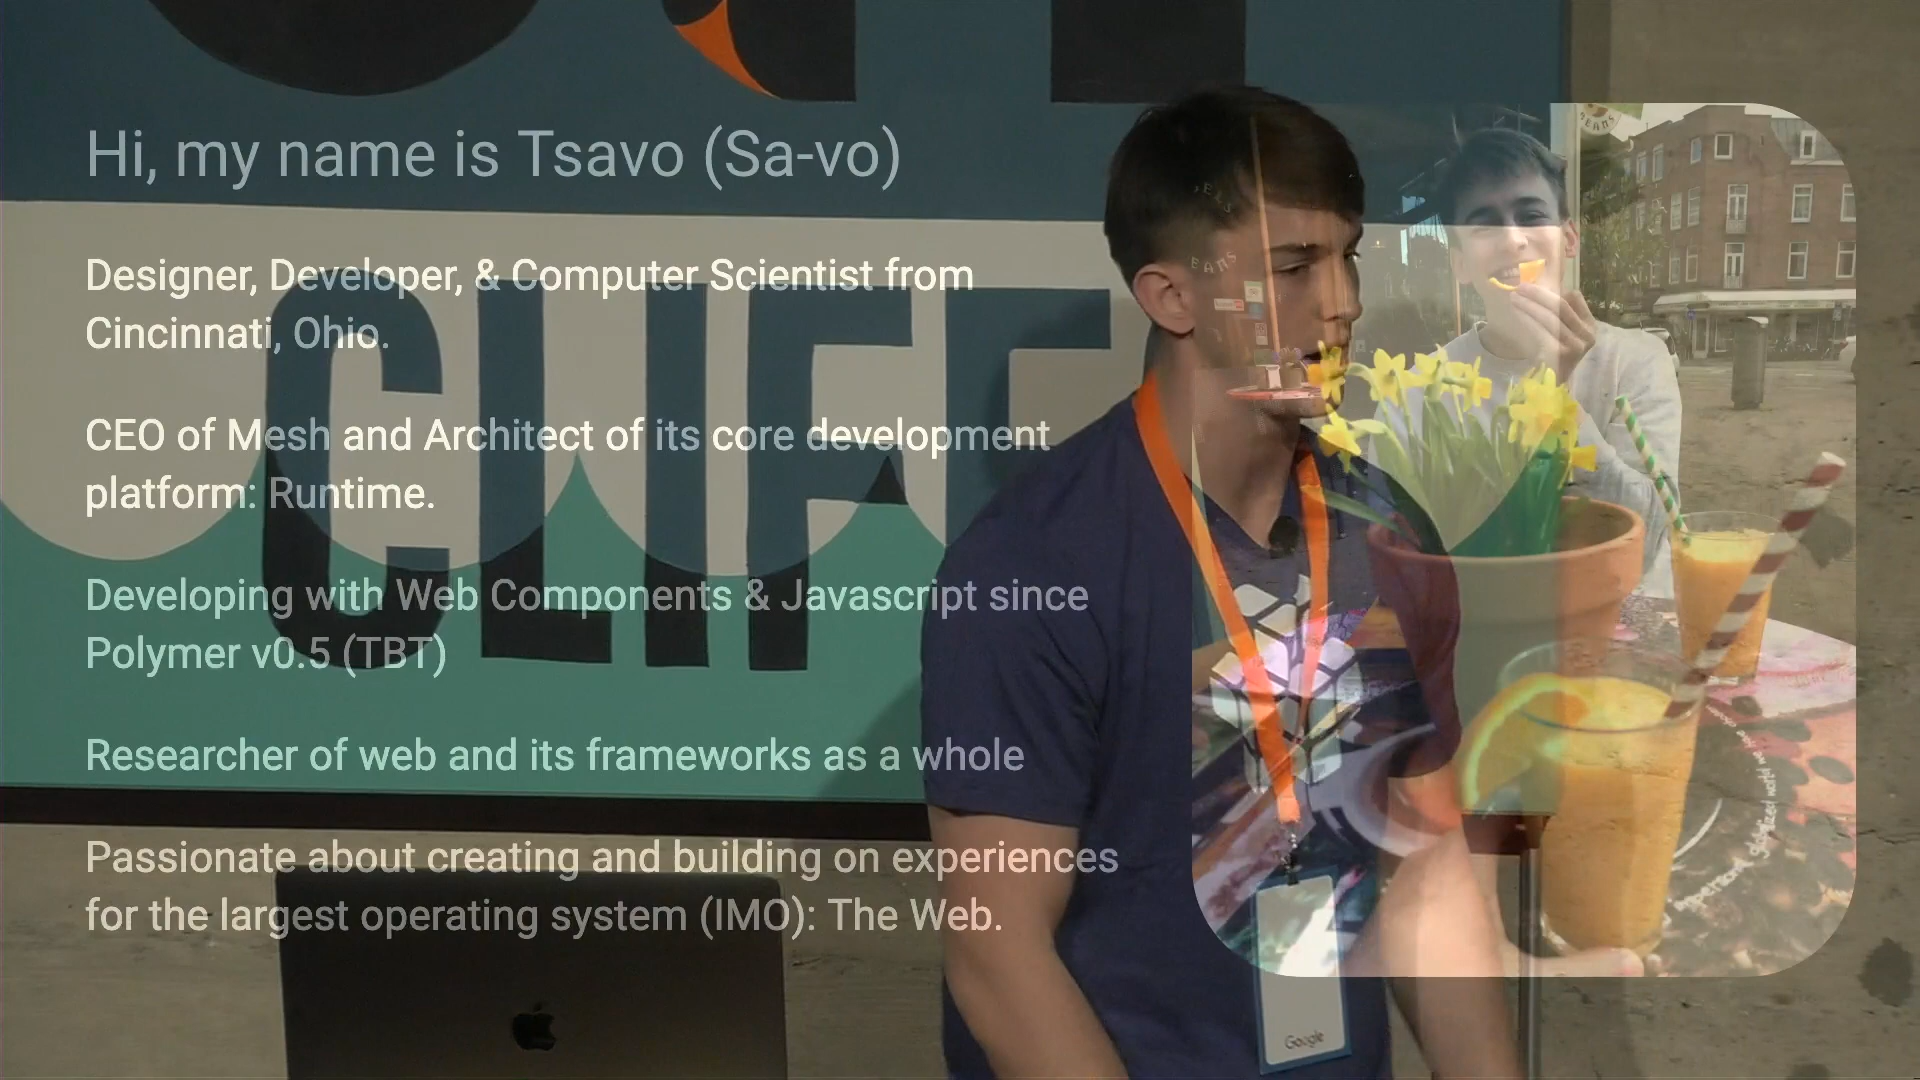 Hi, my name is Tsavo (Sa-vo)
Designer, Developer, & Computer Scientist from
Cincinnati, Ohio.
CEO of Mesh and Architect of its core development
platform: Runtime.
Developing with Web Components & Javascript since
Polymer v0.5 (TBT)
Researcher of web and its frameworks as a whole
Passionate about creating and building on experiences
for the largest operating system (IMO): The Web.
CLIFF
BEANS
EANS
Google